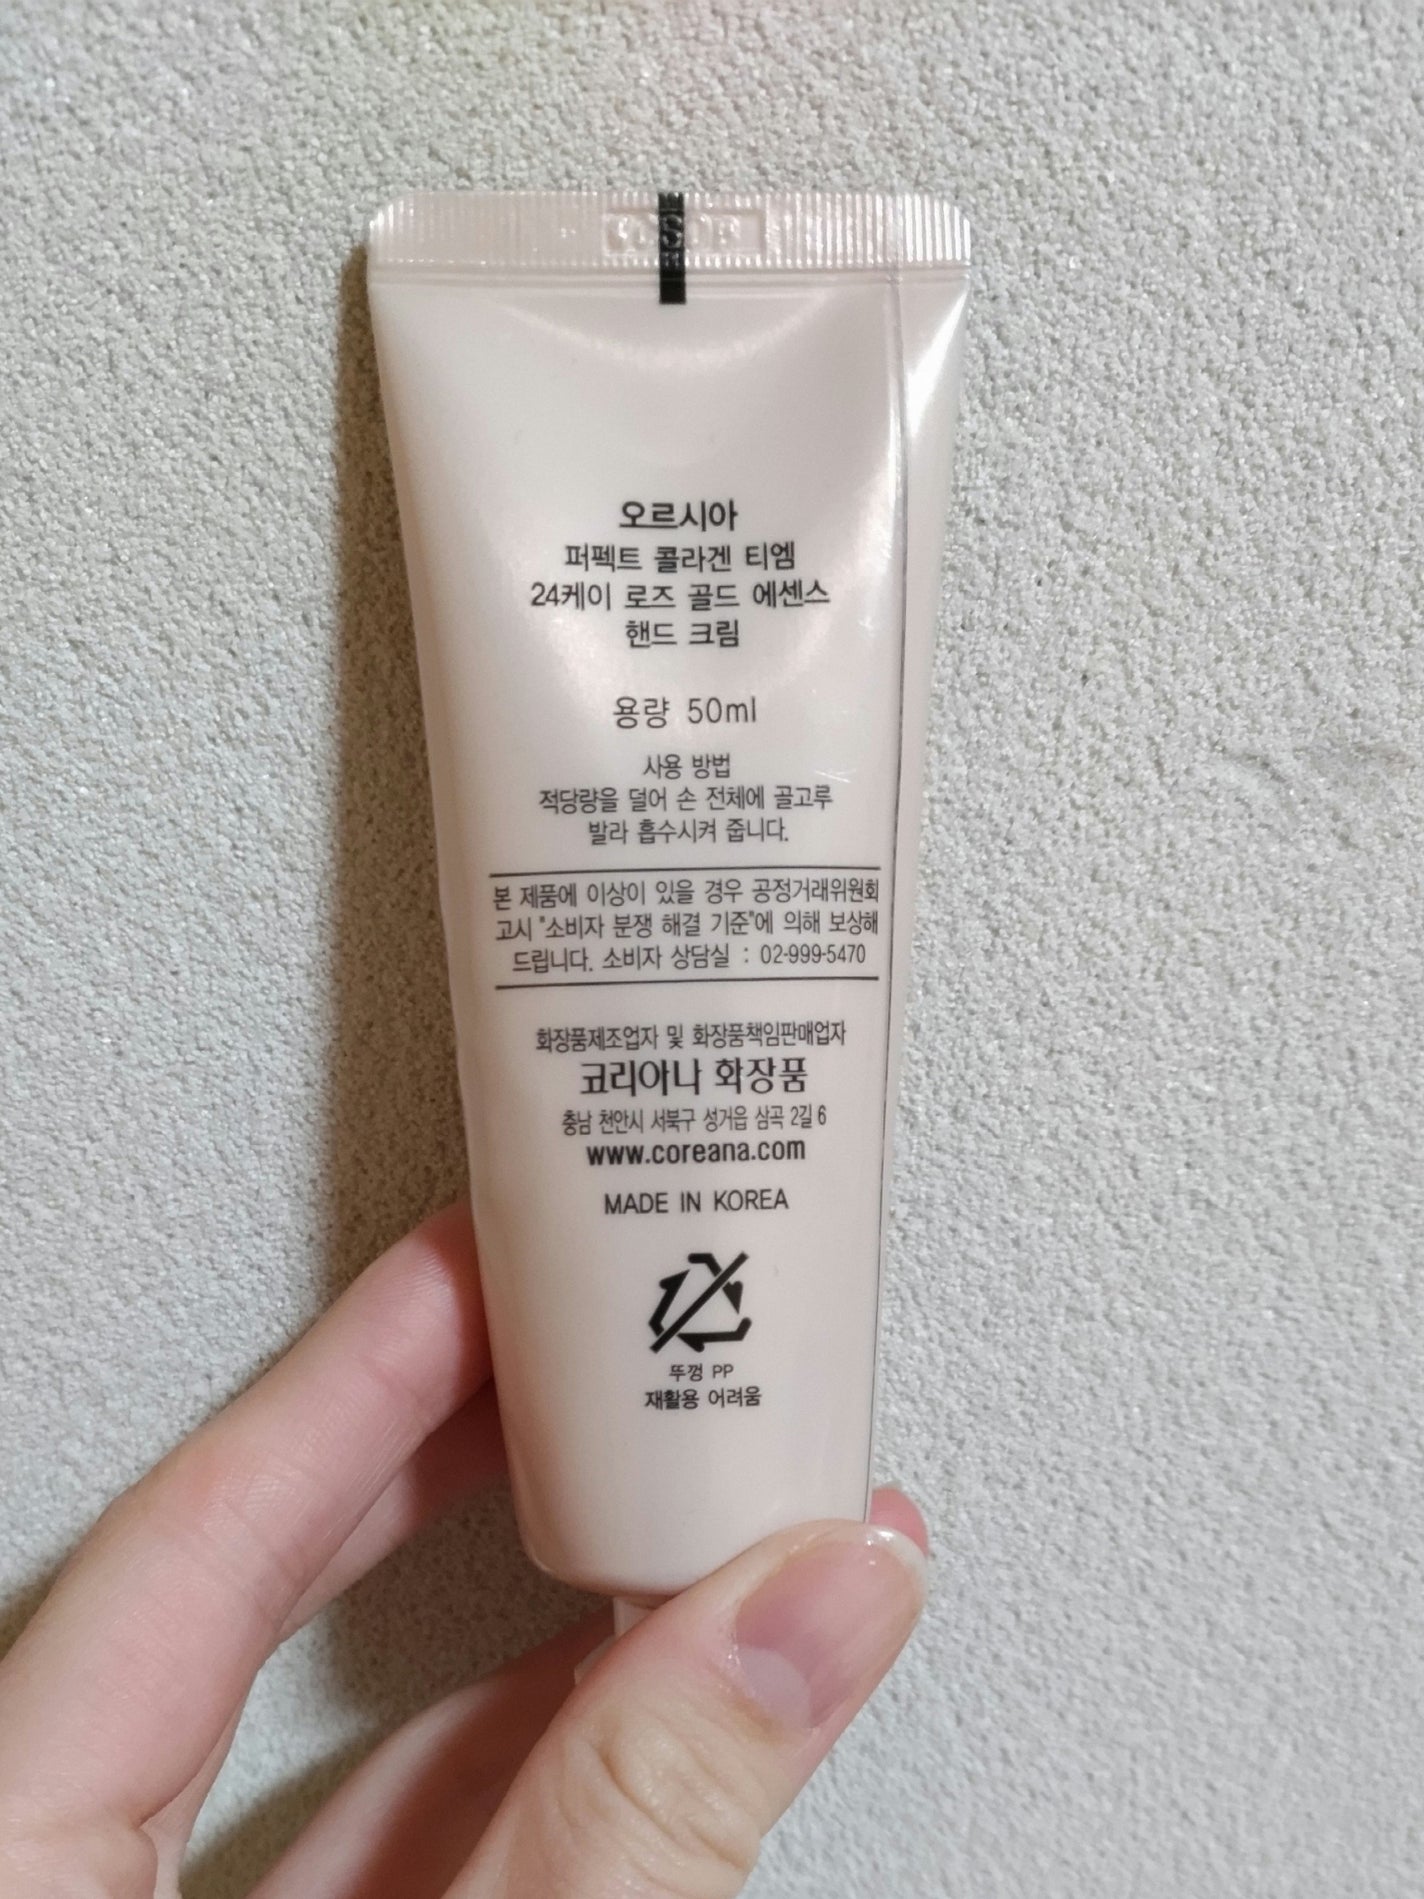 오르시아
퍼펙트 콜라겐 티엠
24케이 로즈 골드 에센스
핸드 크림
용량 50ml
사용 방법
적당량을 덜어 손 전체에 골고루
발라 흡수시켜 줍니다.
본 제품에 이상이 있을 경우 공정거래위원회
고시 "소비자 분쟁 해결 기준"에 의해 보상해
드립니다. 소비자 상담실 : 02-999-5470
화장품제조업자 및 화장품책임판매업자
코리아나 화장품
충남 천안시 서북구 성거읍 삼곡 2길 6
www.coreana.com
MADE IN KOREA
뚜껑 PP
재활용 어려움